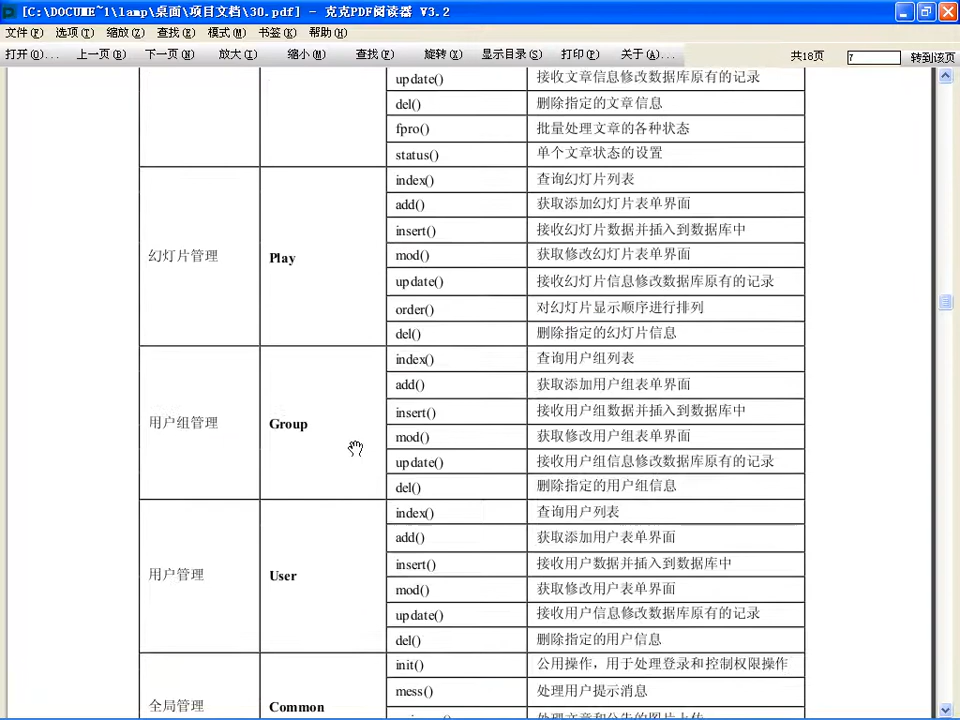 [C:\DOCUME~1\lamp\桌面\项目文档\30.pdf] - 克克PDF阅读器 V3.2
文件(F) 选项(T) 缩放(Z) 查找(E) 模式(M) 书签(K) 帮助(H)
打开(O)... 上一页(B) 下一页(N) 放大(I) 缩小(M) 查找(F) 旋转(Y) 显示目录(S) 打印(P) 关于(A)... 共18页 7 转到该页
update() 接收文章信息修改数据库原有的记录
del() 删除指定的文章信息
fpro() 批量处理文章的各种状态
status() 单个文章状态的设置
幻灯片管理 Play
index() 查询幻灯片列表
add() 获取添加幻灯片表单界面
insert() 接收幻灯片数据并插入到数据库中
mod() 获取修改幻灯片表单界面
update() 接收幻灯片信息修改数据库原有的记录
order() 对幻灯片显示顺序进行排列
del() 删除指定的幻灯片信息
用户组管理 Group
index() 查询用户组列表
add() 获取添加用户组表单界面
insert() 接收用户组数据并插入到数据库中
mod() 获取修改用户组表单界面
update() 接收用户组信息修改数据库原有的记录
del() 删除指定的用户组信息
用户管理 User
index() 查询用户列表
add() 获取添加用户表单界面
insert() 接收用户数据并插入到数据库中
mod() 获取修改用户表单界面
update() 接收用户信息修改数据库原有的记录
del() 删除指定的用户信息
全局管理 Common
init() 公用操作，用于处理登录和控制权限操作
mess() 处理用户提示消息
处理文章和公告的图片上传